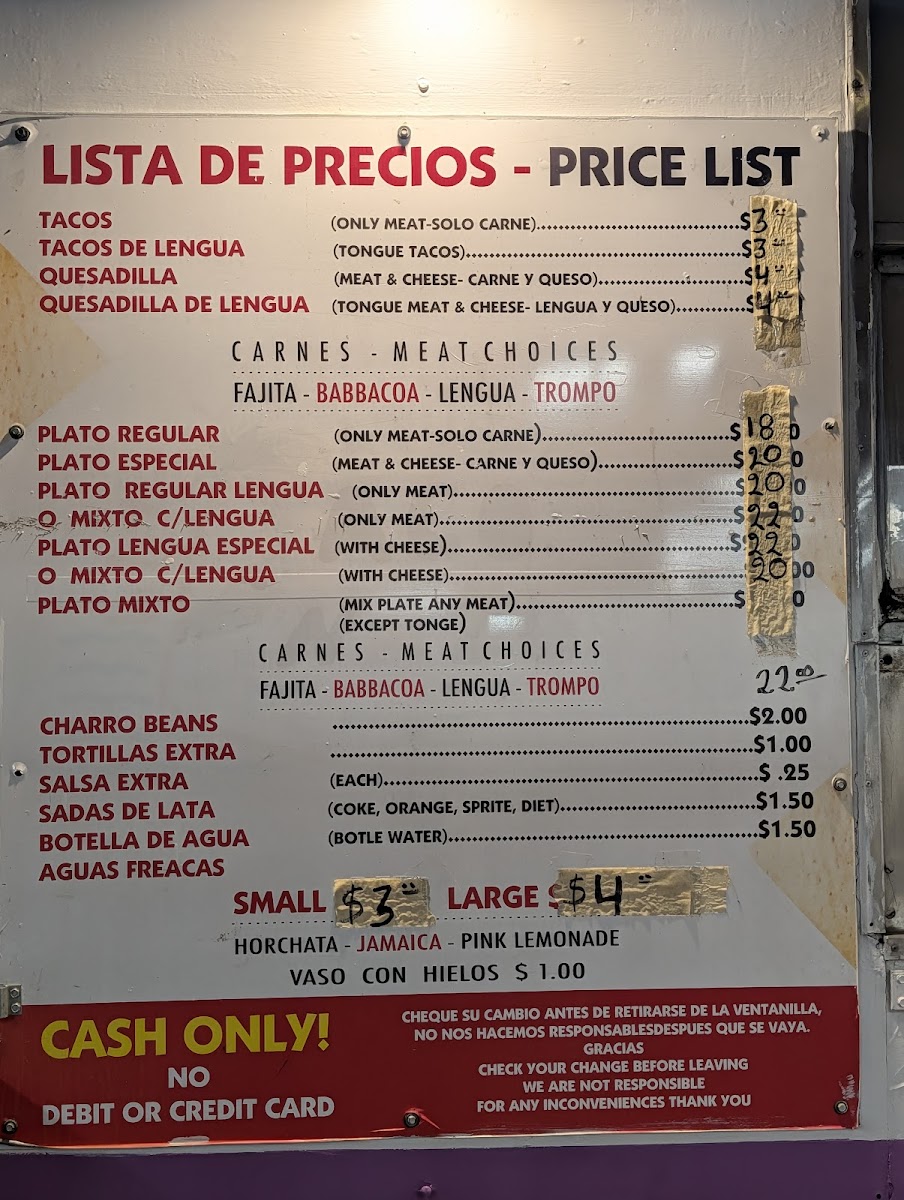 LISTA DE PRECIOS - PRICE LIST
TACOS (ONLY MEAT-SOLO CARNE)........................................$3
TACOS DE LENGUA (TONGUE TACOS)........................................$3
QUESADILLA (MEAT & CHEESE- CARNE Y QUESO)........................................$4
QUESADILLA DE LENGUA (TONGUE MEAT & CHEESE- LENGUA Y QUESO)..............$4
CARNES - MEAT CHOICES
FAJITA - BABBACOA - LENGUA - TROMPO
PLATO REGULAR (ONLY MEAT-SOLO CARNE)........................................$18
PLATO ESPECIAL (MEAT & CHEESE- CARNE Y QUESO)..............................$20
PLATO REGULAR LENGUA (ONLY MEAT)........................................$20
O MIXTO C/LENGUA (ONLY MEAT)........................................$22
PLATO LENGUA ESPECIAL (WITH CHEESE)........................................$22
O MIXTO C/LENGUA (WITH CHEESE)........................................20
PLATO MIXTO (MIX PLATE ANY MEAT)........................................$
(EXCEPT TONGE)
CARNES - MEAT CHOICES
22.00
FAJITA - BABBACOA - LENGUA - TROMPO
CHARRO BEANS ........................................$2.00
TORTILLAS EXTRA ........................................$1.00
SALSA EXTRA (EACH)........................................$ .25
SADAS DE LATA (COKE, ORANGE, SPRITE, DIET)..............................$1.50
BOTELLA DE AGUA (BOTLE WATER)........................................$1.50
AGUAS FREACAS
SMALL $3 LARGE $4
HORCHATA - JAMAICA - PINK LEMONADE
VASO CON HIELOS $ 1.00
CASH ONLY!
NO
DEBIT OR CREDIT CARD
CHEQUE SU CAMBIO ANTES DE RETIRARSE DE LA VENTANILLA,
NO NOS HACEMOS RESPONSABLESDESPUES QUE SE VAYA.
GRACIAS
CHECK YOUR CHANGE BEFORE LEAVING
WE ARE NOT RESPONSIBLE
FOR ANY INCONVENIENCES THANK YOU